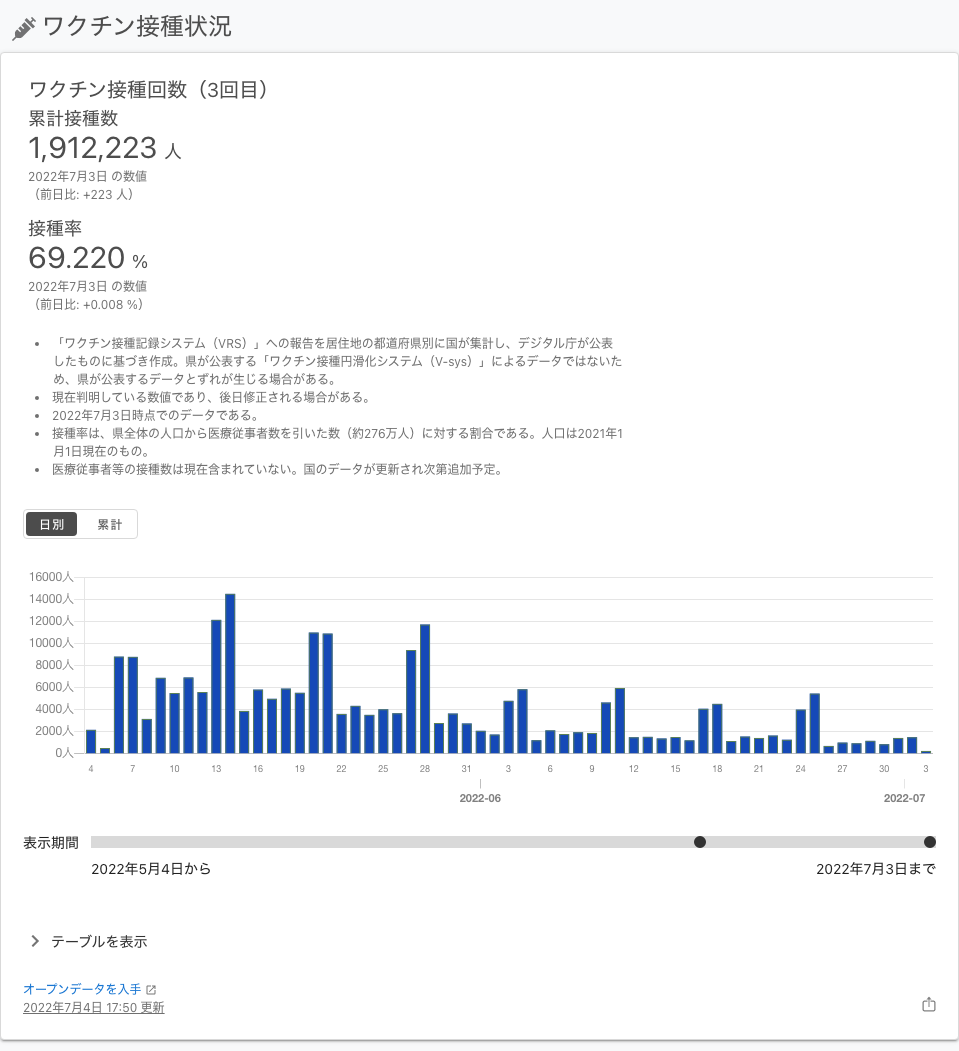 ワクチン接種状況
ワクチン接種回数（3回目）
累計接種数
1,912,223 人
2022年7月3日 の数値
（前日比: +223 人）
接種率
69.220 %
2022年7月3日 の数値
（前日比: +0.008 %）
• 「ワクチン接種記録システム（VRS）」への報告を居住地の都道府県別に国が集計し、デジタル庁が公表
したものに基づき作成。県が公表する「ワクチン接種円滑化システム（V-sys）」によるデータではないた
め、県が公表するデータとずれが生じる場合がある。
• 現在判明している数値であり、後日修正される場合がある。
• 2022年7月3日時点でのデータである。
• 接種率は、県全体の人口から医療従事者数を引いた数（約276万人）に対する割合である。人口は2021年1
月1日現在のもの。
• 医療従事者等の接種数は現在含まれていない。国のデータが更新され次第追加予定。
日別 累計
16000人
14000人
12000人
10000人
8000人
6000人
4000人
2000人
0人
4 7 10 13 16 19 22 25 28 31 3 6 9 12 15 18 21 24 27 30 3
2022-06 2022-07
表示期間
2022年5月4日から 2022年7月3日まで
テーブルを表示
オープンデータを入手
2022年7月4日 17:50 更新